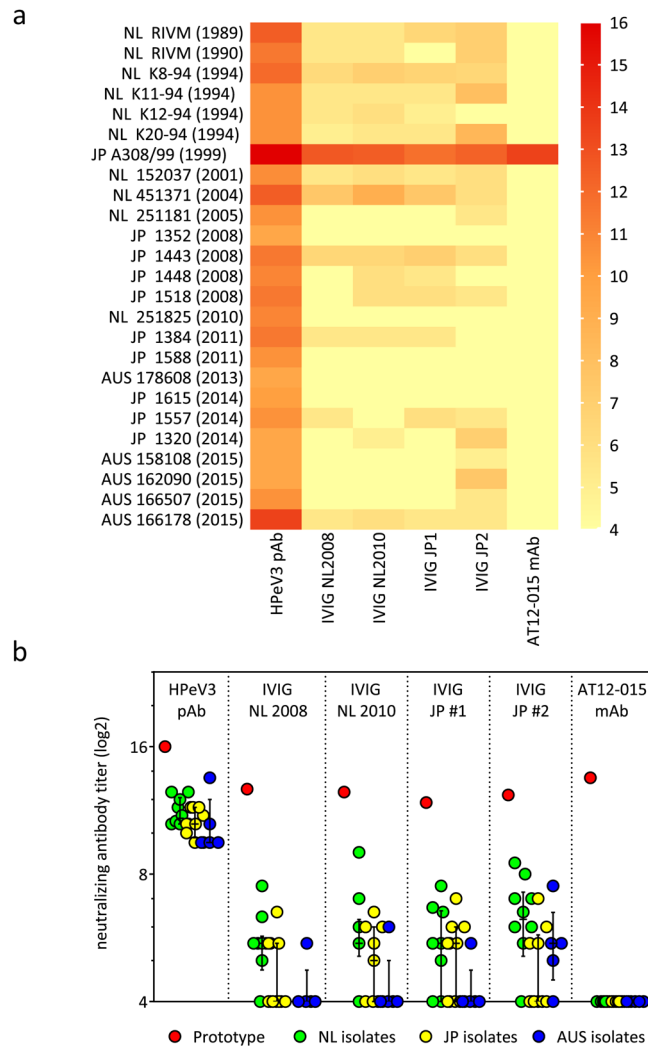 a
NL RIVM (1989)
NL RIVM (1990)
NL K8-94 (1994)
NL K11-94 (1994)
NL K12-94 (1994)
NL K20-94 (1994)
JP A308/99 (1999)
NL 152037 (2001)
NL 451371 (2004)
NL 251181 (2005)
JP 1352 (2008)
JP 1443 (2008)
JP 1448 (2008)
JP 1518 (2008)
NL 251825 (2010)
JP 1384 (2011)
JP 1588 (2011)
AUS 178608 (2013)
JP 1615 (2014)
JP 1557 (2014)
JP 1320 (2014)
AUS 158108 (2015)
AUS 162090 (2015)
AUS 166507 (2015)
AUS 166178 (2015)
HPeV3 pAb
IVIG NL2008
IVIG NL2010
IVIG JP1
IVIG JP2
AT12-015 mAb
16
15
14
13
12
11
10
9
8
7
6
5
4
b
HPeV3 pAb
IVIG NL 2008
IVIG NL 2010
IVIG JP #1
IVIG JP #2
AT12-015 mAb
neutralizing antibody titer (log2)
16
8
4
Prototype NL isolates JP isolates AUS isolates